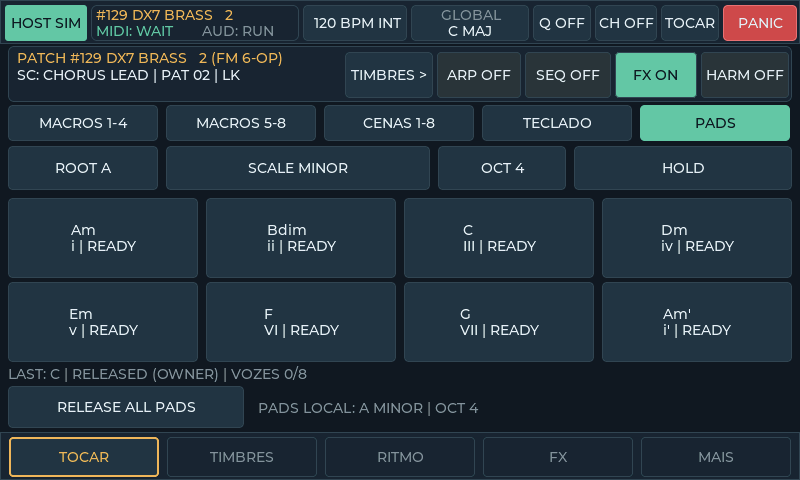 HOST SIM
#129 DX7 BRASS   2
MIDI: WAIT   AUD: RUN
120 BPM INT
GLOBAL
C MAJ
Q OFF
CH OFF
TOCAR
PANIC
PATCH #129 DX7 BRASS   2 (FM 6-OP)
SC: CHORUS LEAD | PAT 02 | LK
TIMBRES >
ARP OFF
SEQ OFF
FX ON
HARM OFF
MACROS 1-4
MACROS 5-8
CENAS 1-8
TECLADO
PADS
ROOT A
SCALE MINOR
OCT 4
HOLD
Am
i | READY
Bdim
ii | READY
C
III | READY
Dm
iv | READY
Em
v | READY
F
VI | READY
G
VII | READY
Am'
i' | READY
LAST: C | RELEASED (OWNER) | VOZES 0/8
RELEASE ALL PADS
PADS LOCAL: A MINOR | OCT 4
TOCAR
TIMBRES
RITMO
FX
MAIS